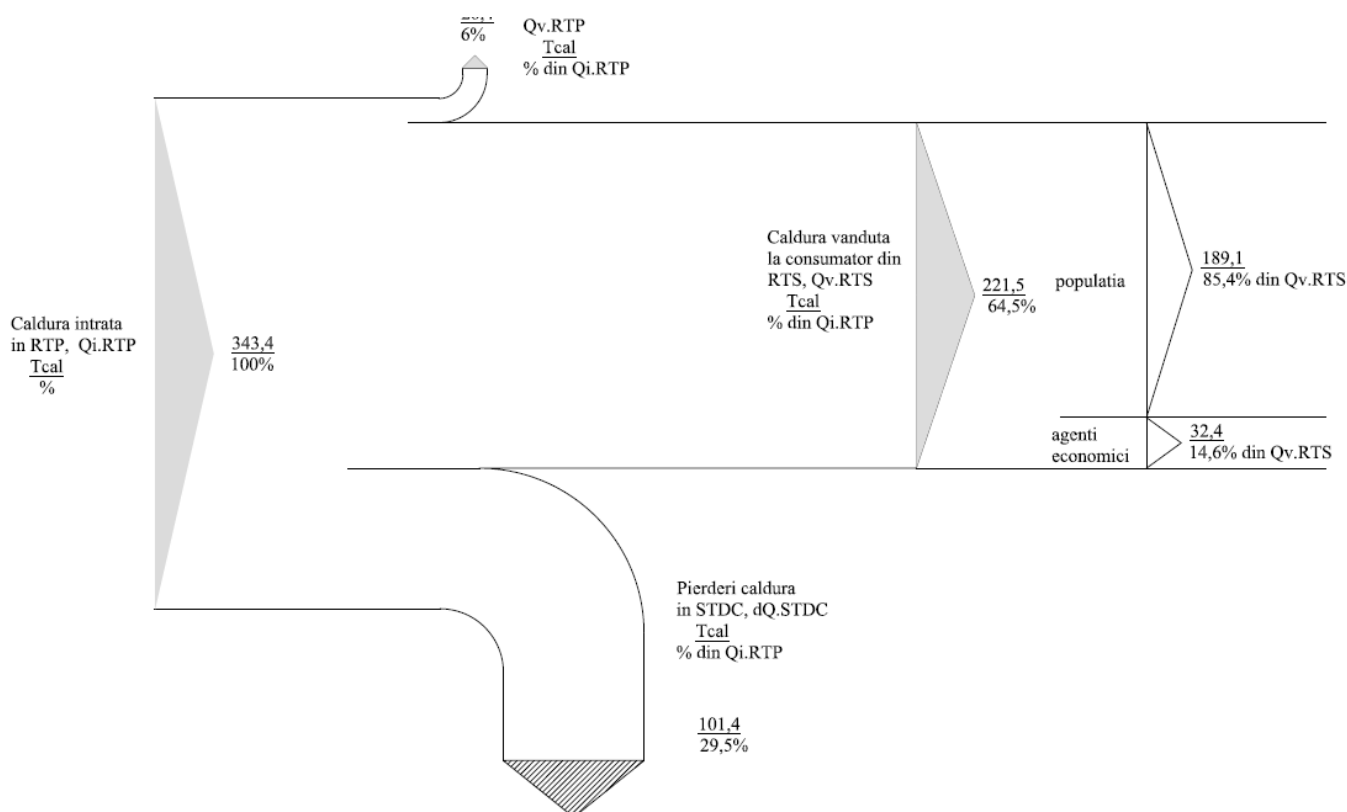 6%
Qv.RTP
Tcal
% din Qi.RTP
Caldura intrata
in RTP, Qi.RTP
Tcal
%
343,4
100%
Caldura vanduta
la consumator din
RTS, Qv.RTS
Tcal
% din Qi.RTP
221,5
64,5%
populatia
189,1
85,4% din Qv.RTS
agenti
economici
32,4
14,6% din Qv.RTS
Pierderi caldura
in STDC, dQ.STDC
Tcal
% din Qi.RTP
101,4
29,5%